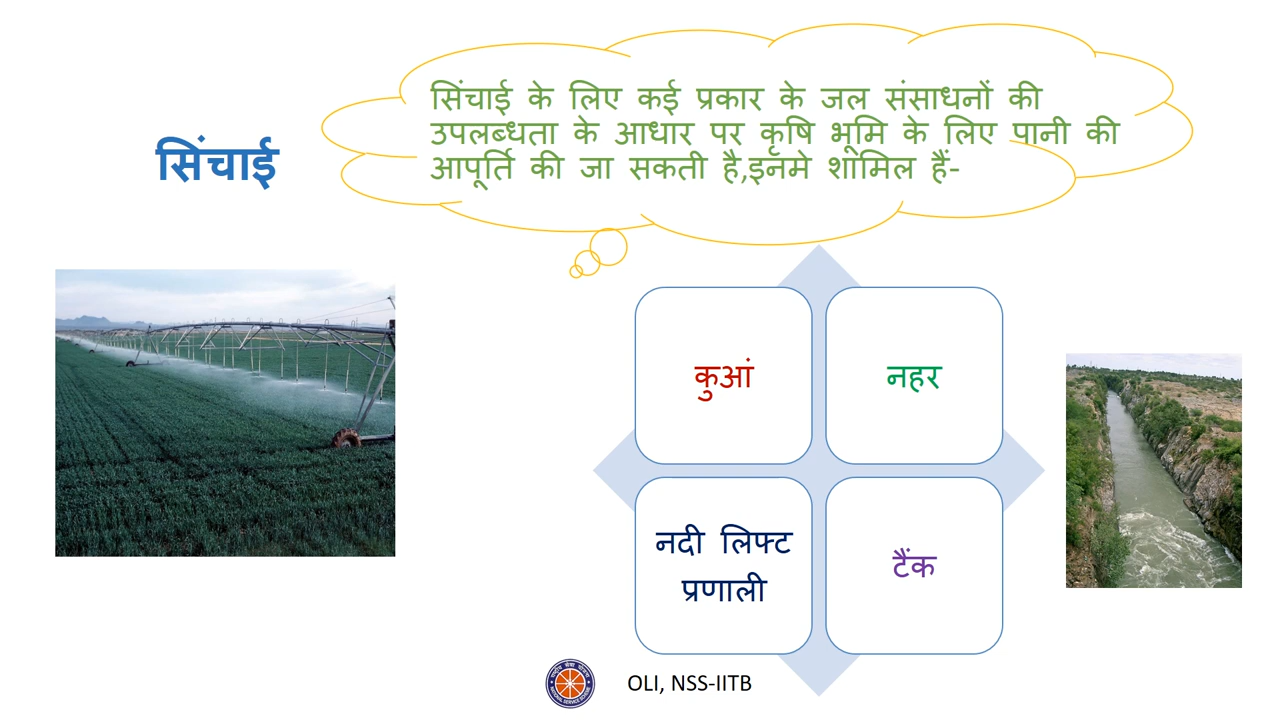 सिंचाई
सिंचाई के लिए कई प्रकार के जल संसाधनों की
उपलब्धता के आधार पर कृषि भूमि के लिए पानी की
आपूर्ति की जा सकती है,इनमे शामिल हैं-
कुआं
नहर
नदी लिफ्ट
प्रणाली
टैंक
OLI, NSS-IITB